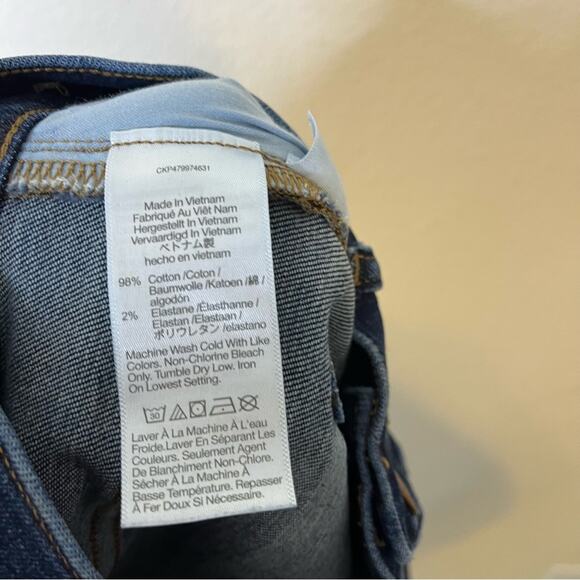 CKP479974631
Made In Vietnam
Fabriqué Au Viêt Nam
Hergestellt In Vietnam
Vervaardigd In Vietnam
ベトナム製
hecho en vietnam
98% Cotton /Coton/
Baumwolle /Katoen /綿/
algodón
2% Elastane /Élasthanne/
Elastan /Elastaan/
ポリウレタン /elastano
Machine Wash Cold With Like
Colors. Non-Chlorine Bleach
Only. Tumble Dry Low. Iron
On Lowest Setting.
30
Laver À La Machine À L'eau
Froide.Laver En Séparant Les
Couleurs. Seulement Agent
De Blanchiment Non-Chlore.
Sécher À La Machine À
Basse Température. Repasser
À Fer Doux Si Nécessaire.